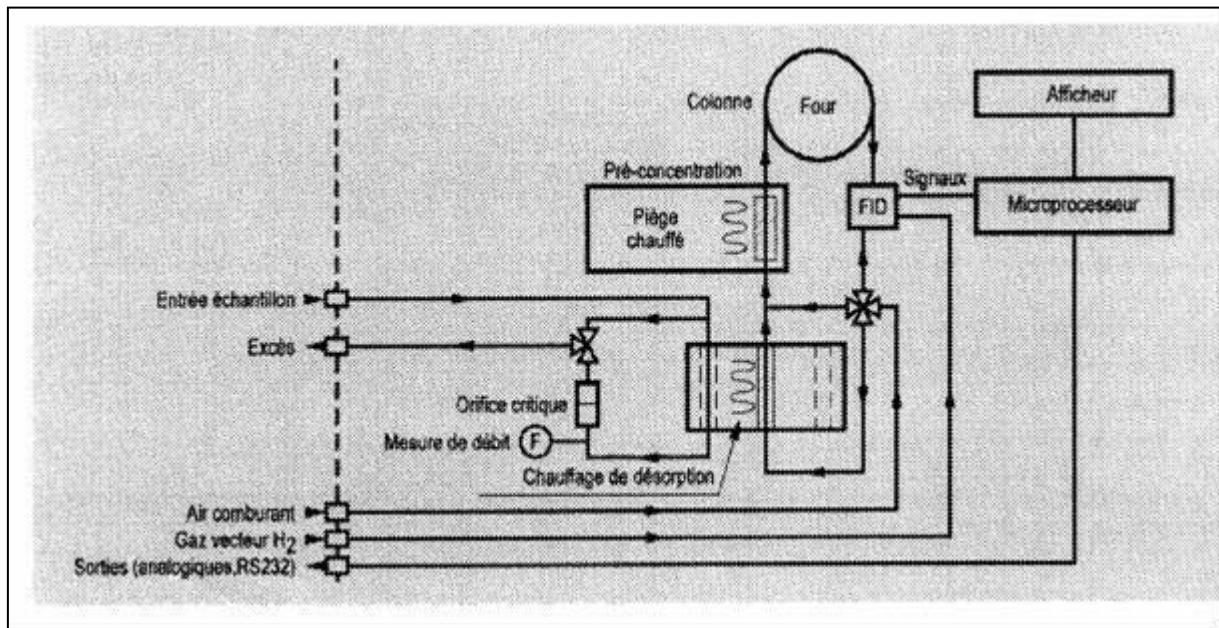 Colonne
Four
Afficheur
Pré-concentration
Signaux
Piège
chauffé
FID
Microprocesseur
Entrée échantillon
Excès
Orifice critique
Mesure de débit
F
Chauffage de désorption
Air comburant
Gaz vecteur H2
Sorties (analogiques,RS232)